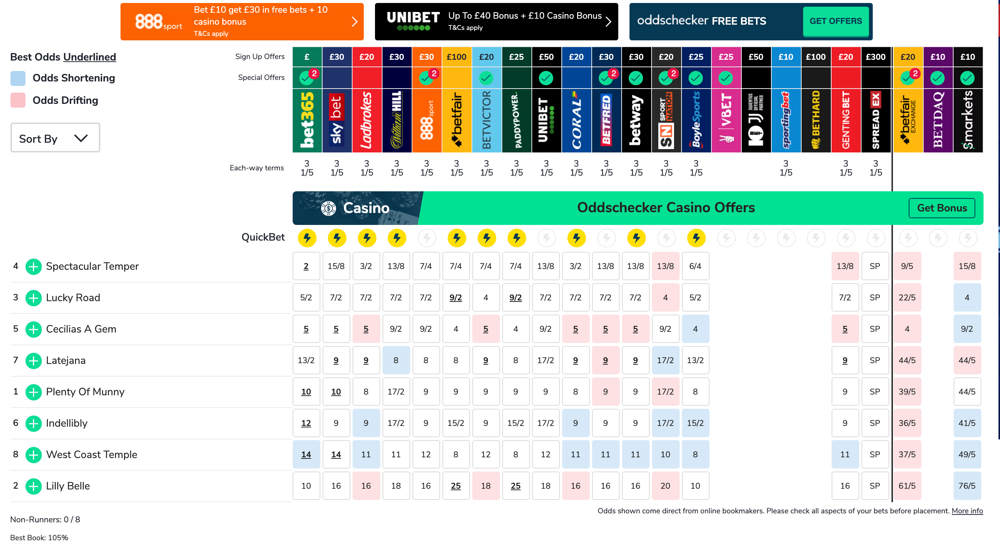 888sport
Bet £10 get £30 in free bets + 10
casino bonus
T&Cs apply
UNIBET
Up To £40 Bonus + £10 Casino Bonus
T&Cs apply
oddschecker FREE BETS
GET OFFERS
Best Odds Underlined
Odds Shortening
Odds Drifting
Sort By
Sign Up Offers £ £30 £20 £30 £30 £100 £20 £25 £50 £20 £30 £30 £20 £25 £25 £50 £10 £100 £20 £300 £20 £10 £10
Special Offers 2 2 2 2 2
bet365
sky bet
Ladbrokes
William HILL
888sport
betfair
BETVICTOR
PADDYPOWER.
UNIBET
CORAL
BETFRED
betway
SN SPORT NATION
BoyleSports
VBET
K BET JJ JUVENTUS OFFICIAL PARTNER
sportingbet
BETHARD
GENTING BET
SPREAD EX
betfair EXCHANGE
BETDAQ
Smarkets
Each-way terms
3 3 3 3 3 3 3 3 3 3 3 3 3 3 3 3 3
1/5 1/5 1/5 1/5 1/5 1/5 1/5 1/5 1/5 1/5 1/5 1/5 1/5 1/5 1/5 1/5 1/5
Casino
Oddschecker Casino Offers
Get Bonus
QuickBet
4 Spectacular Temper 2 15/8 3/2 13/8 7/4 7/4 7/4 7/4 13/8 3/2 13/8 13/8 13/8 6/4 13/8 SP 9/5 15/8
3 Lucky Road 5/2 7/2 7/2 7/2 7/2 9/2 4 9/2 7/2 7/2 7/2 7/2 4 5/2 7/2 SP 22/5 4
5 Cecilias A Gem 5 5 5 9/2 9/2 4 5 4 9/2 5 5 5 9/2 4 5 SP 4 9/2
7 Latejana 13/2 9 9 8 8 8 9 8 17/2 9 9 9 17/2 13/2 9 SP 44/5 44/5
1 Plenty Of Munny 10 10 8 17/2 9 9 9 9 9 8 9 9 17/2 8 9 SP 39/5 44/5
6 Indellibly 12 9 9 17/2 9 15/2 9 15/2 17/2 9 9 9 17/2 15/2 9 SP 36/5 41/5
8 West Coast Temple 14 14 11 11 12 8 12 8 12 11 11 11 10 8 11 SP 37/5 49/5
2 Lilly Belle 10 16 16 18 16 25 18 25 18 16 16 16 20 10 16 SP 61/5 76/5
Odds shown come direct from online bookmakers. Please check all aspects of your bets before placement. More info
Non-Runners: 0 / 8
Best Book: 105%